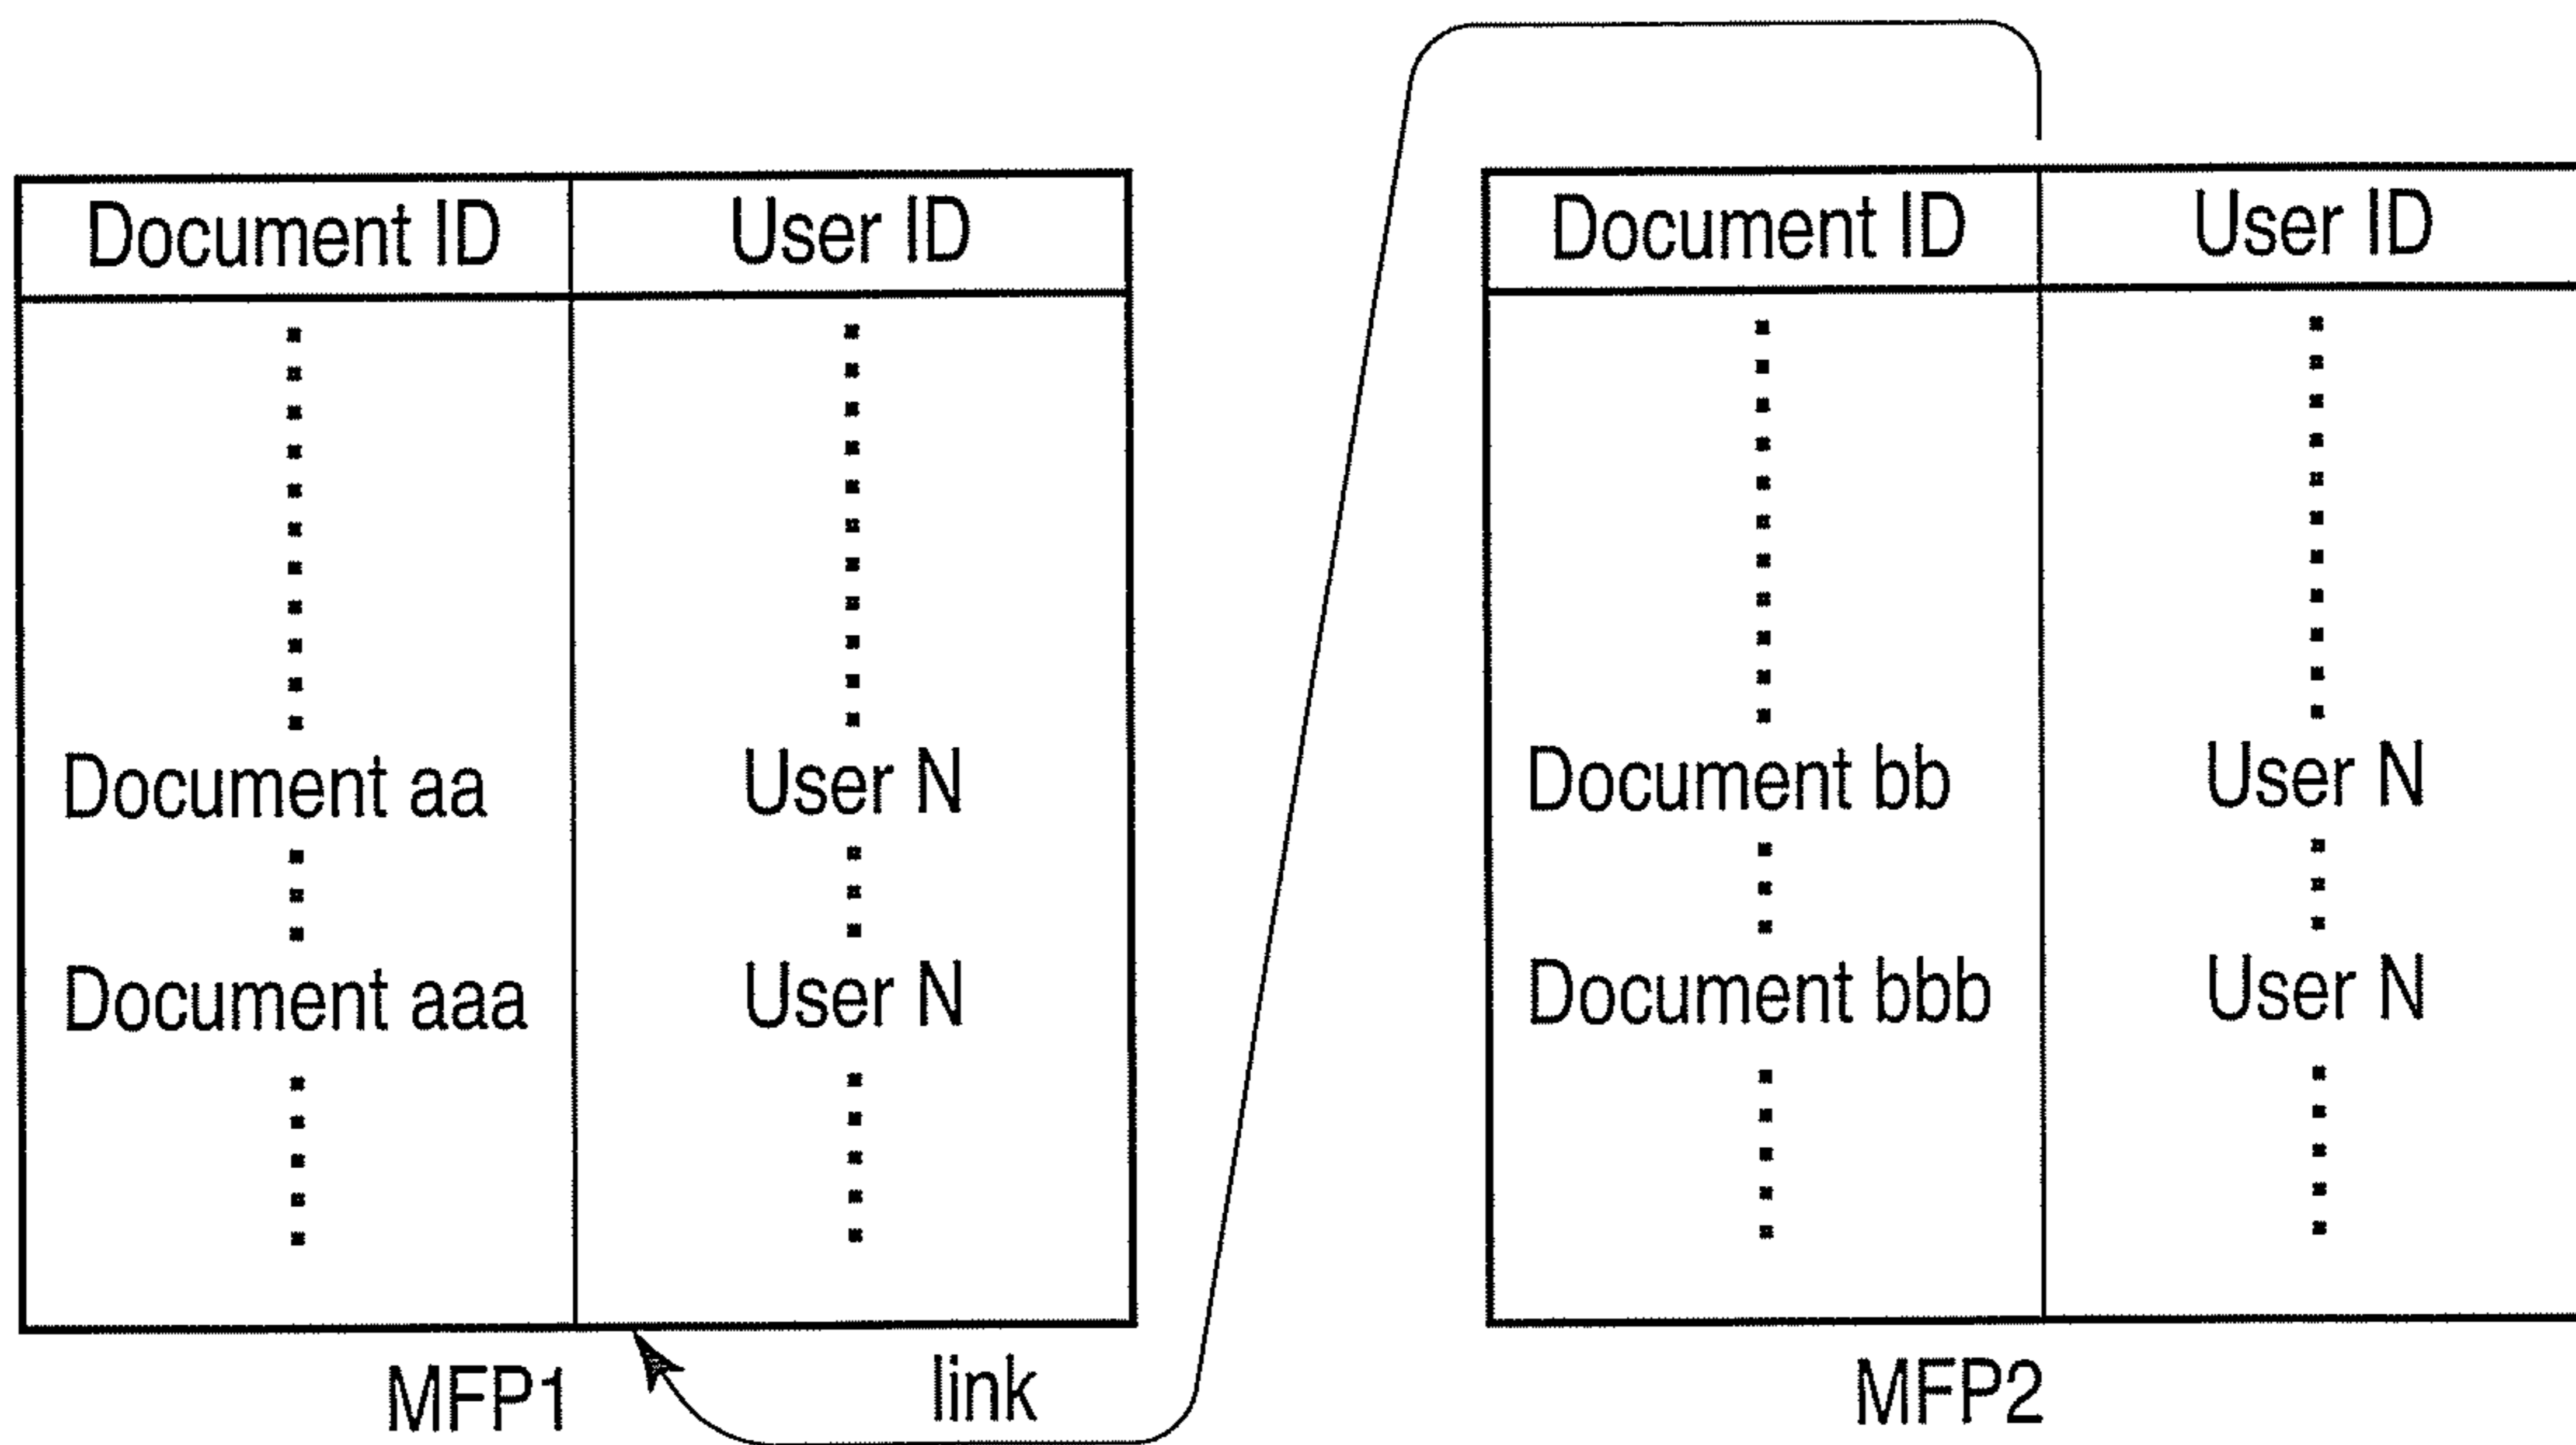 Document ID User ID
Document aa User N
Document aaa User N
MFP1
link
Document ID User ID
Document bb User N
Document bbb User N
MFP2